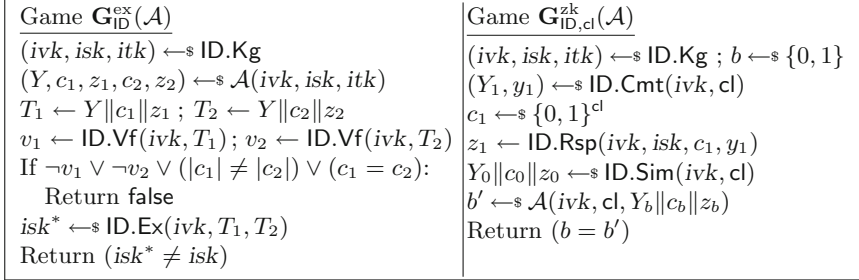 Game G^ex_ID(𝒜)
(ivk, isk, itk) ←$ ID.Kg
(Y, c₁, z₁, c₂, z₂) ←$ 𝒜(ivk, isk, itk)
T₁ ← Y‖c₁‖z₁ ; T₂ ← Y‖c₂‖z₂
v₁ ← ID.Vf(ivk, T₁) ; v₂ ← ID.Vf(ivk, T₂)
If ¬v₁ ∨ ¬v₂ ∨ (|c₁| ≠ |c₂|) ∨ (c₁ = c₂):
Return false
isk* ←$ ID.Ex(ivk, T₁, T₂)
Return (isk* ≠ isk)
Game G^zk_ID,cl(𝒜)
(ivk, isk, itk) ←$ ID.Kg ; b ←$ {0, 1}
(Y₁, y₁) ←$ ID.Cmt(ivk, cl)
c₁ ←$ {0, 1}^cl
z₁ ← ID.Rsp(ivk, isk, c₁, y₁)
Y₀‖c₀‖z₀ ←$ ID.Sim(ivk, cl)
b′ ←$ 𝒜(ivk, cl, Y_b‖c_b‖z_b)
Return (b = b′)